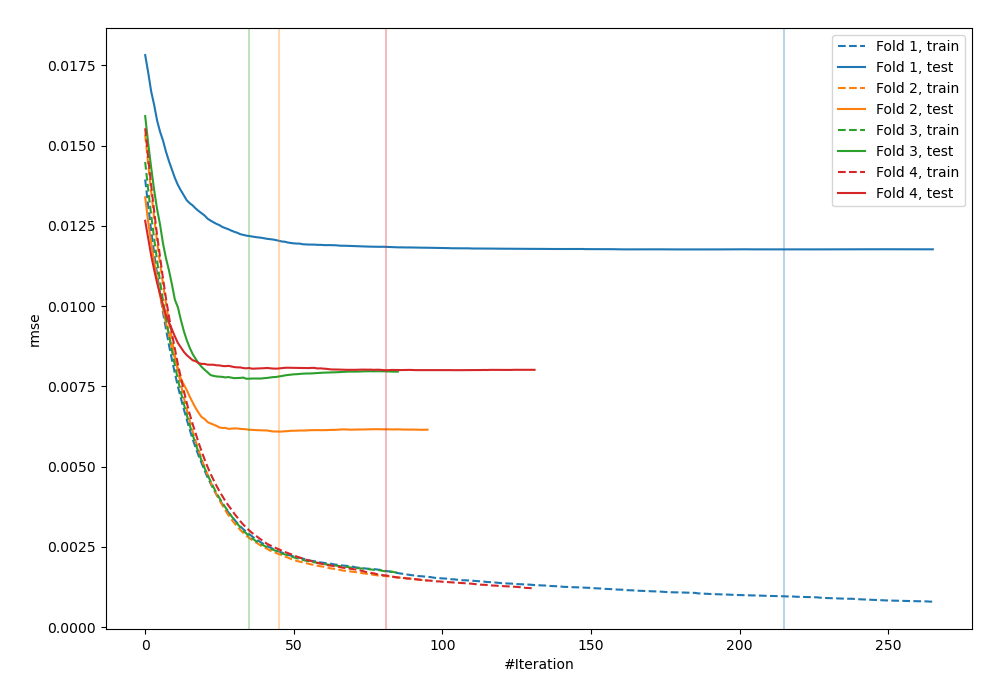 0.0175
0.0150
0.0125
0.0100
0.0075
0.0050
0.0025
0.0000
rmse
0 50 100 150 200 250
#Iteration
Fold 1, train
Fold 1, test
Fold 2, train
Fold 2, test
Fold 3, train
Fold 3, test
Fold 4, train
Fold 4, test